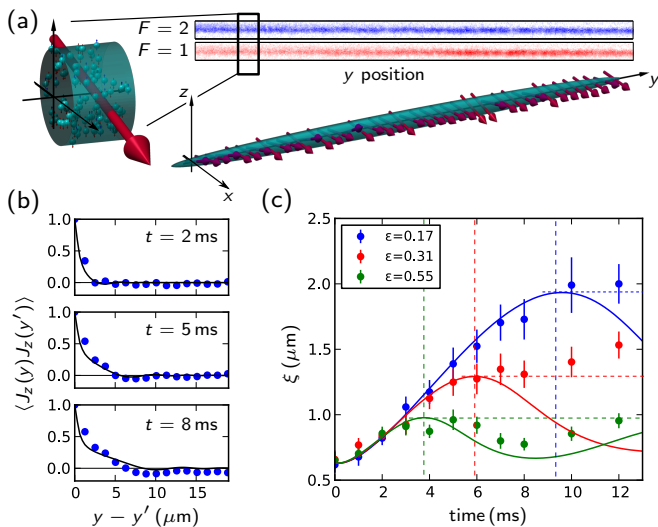 (a)
F = 2
F = 1
y position
z
y
x
(b)
(c)
1.0
0.5
0.0
t = 2 ms
1.0
0.5
0.0
t = 5 ms
1.0
0.5
0.0
t = 8 ms
0 5 10 15
⟨J_z(y)J_z(y′)⟩
y − y′ (μm)
2.5
2.0
1.5
1.0
0.5
ξ (μm)
ε=0.17
ε=0.31
ε=0.55
0 2 4 6 8 10 12
time (ms)